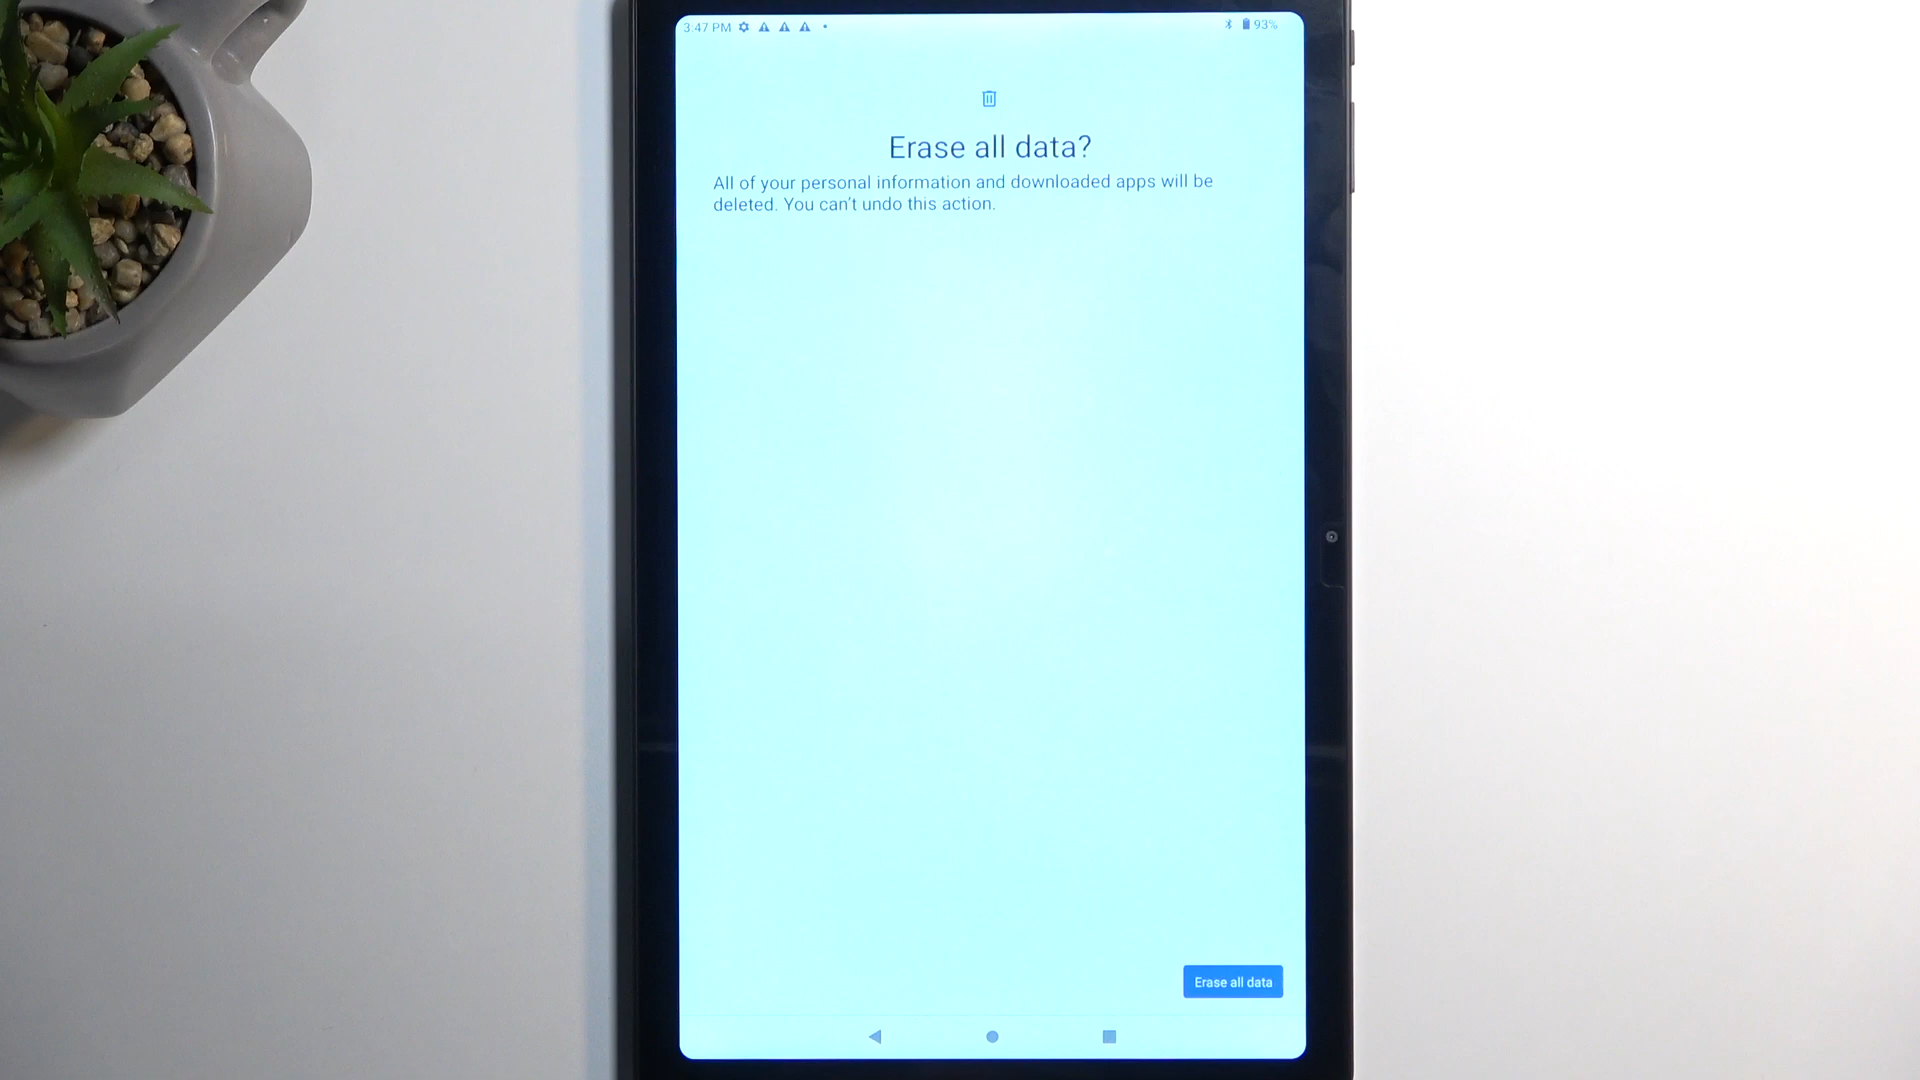 3:47 PM
93%
Erase all data?
All of your personal information and downloaded apps will be
deleted. You can't undo this action.
Erase all data